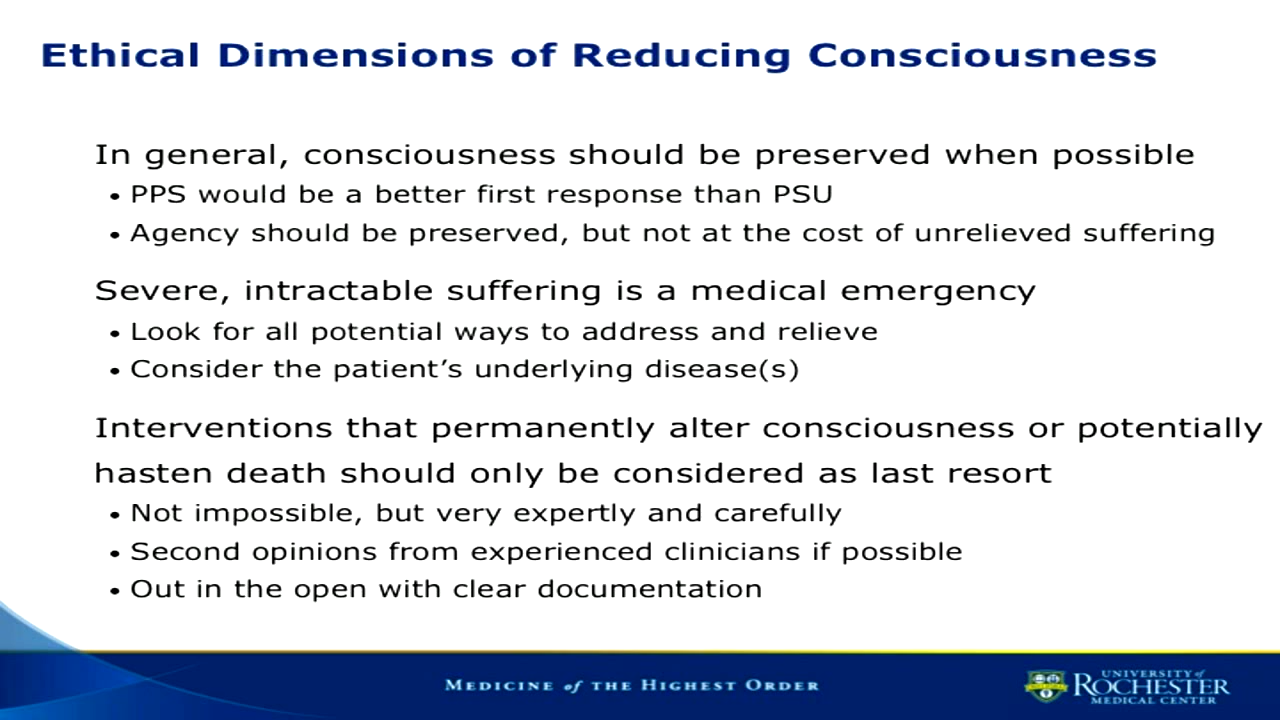 Ethical Dimensions of Reducing Consciousness
In general, consciousness should be preserved when possible
• PPS would be a better first response than PSU
• Agency should be preserved, but not at the cost of unrelieved suffering
Severe, intractable suffering is a medical emergency
• Look for all potential ways to address and relieve
• Consider the patient's underlying disease(s)
Interventions that permanently alter consciousness or potentially
hasten death should only be considered as last resort
• Not impossible, but very expertly and carefully
• Second opinions from experienced clinicians if possible
• Out in the open with clear documentation
MEDICINE of THE HIGHEST ORDER
UNIVERSITY of
ROCHESTER
MEDICAL CENTER